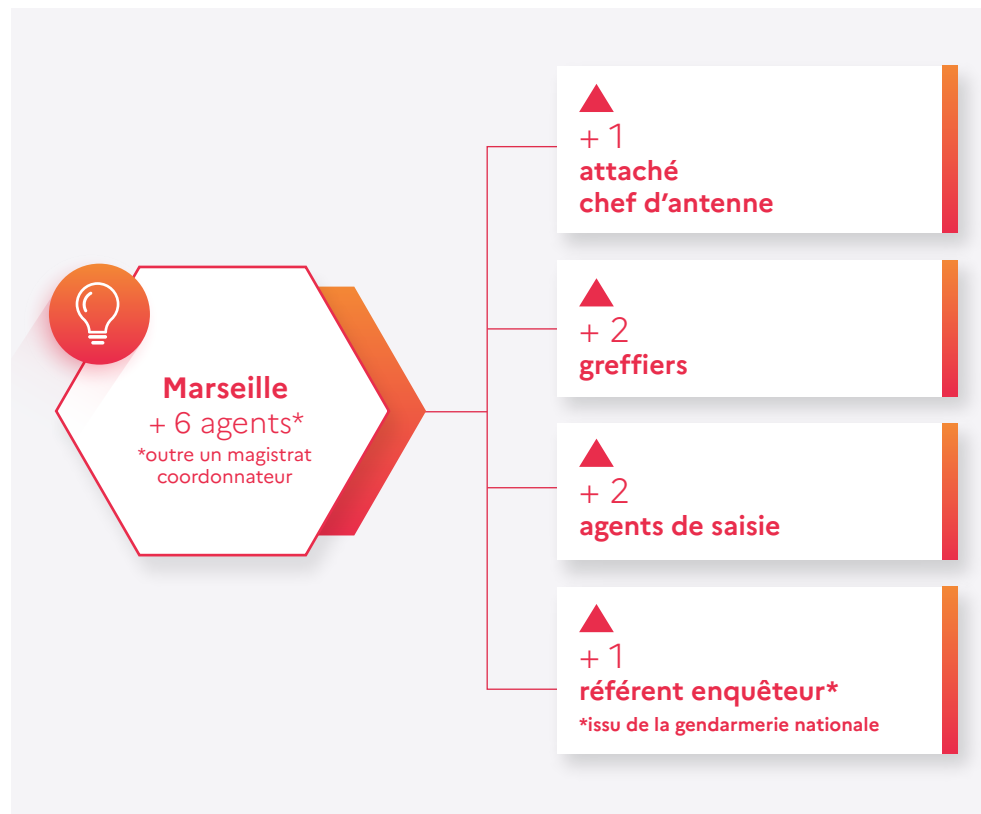 Marseille
+ 6 agents*
*outre un magistrat
coordonnateur
+ 1
attaché
chef d'antenne
+ 2
greffiers
+ 2
agents de saisie
+ 1
référent enquêteur*
*issu de la gendarmerie nationale